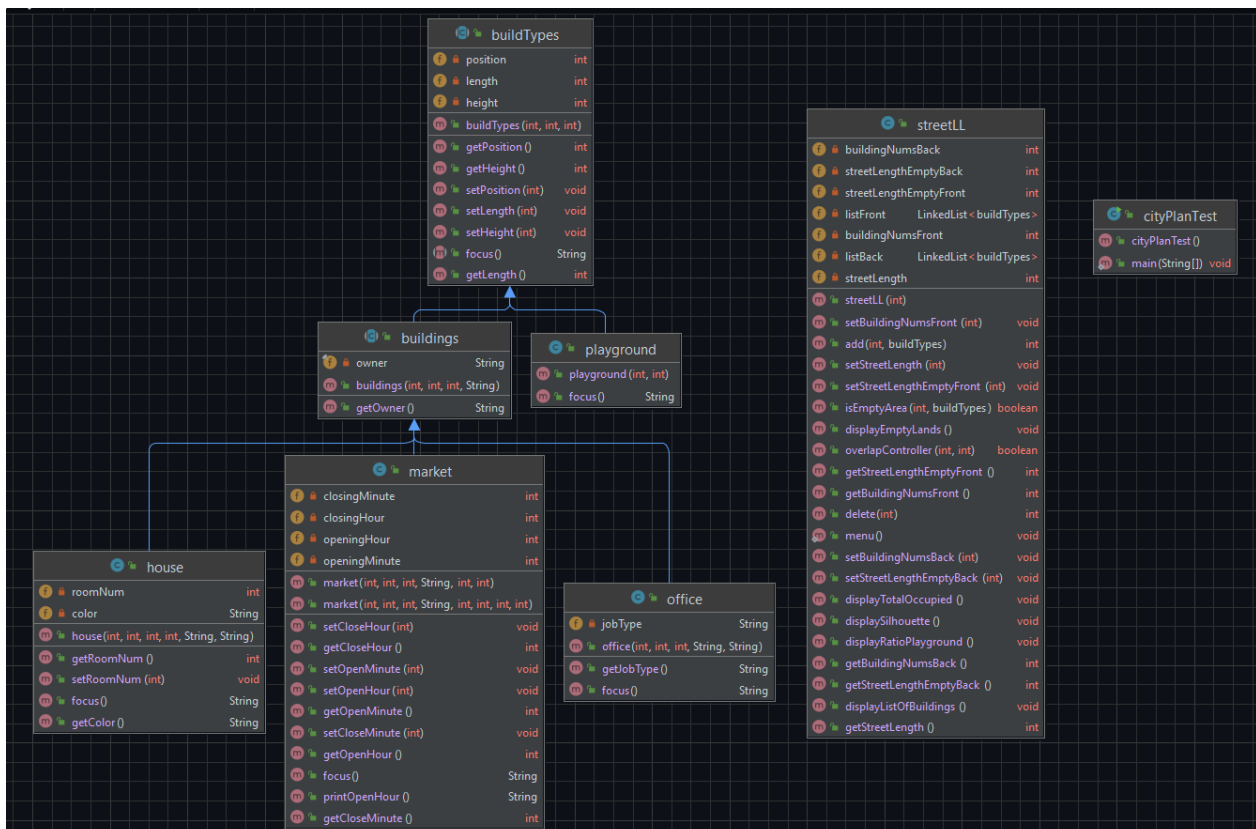 buildTypes
position int
length int
height int
buildTypes(int, int, int)
getPosition() int
getHeight() int
setPosition(int) void
setLength(int) void
setHeight(int) void
focus() String
getLength() int
buildings
owner String
buildings(int, int, int, String)
getOwner() String
playground
playground(int, int)
focus() String
market
closingMinute int
closingHour int
openingHour int
openingMinute int
market(int, int, int, String, int, int)
market(int, int, int, String, int, int, int, int)
setCloseHour(int) void
getCloseHour() int
setOpenMinute(int) void
setOpenHour(int) void
getOpenMinute() int
setCloseMinute(int) void
getOpenHour() int
focus() String
printOpenHour() String
getCloseMinute() int
house
roomNum int
color String
house(int, int, int, int, String, String)
getRoomNum() int
setRoomNum(int) void
focus() String
getColor() String
office
jobType String
office(int, int, int, String, String)
getJobType() String
focus() String
streetLL
buildingNumsBack int
streetLengthEmptyBack int
streetLengthEmptyFront int
listFront LinkedList<buildTypes>
buildingNumsFront int
listBack LinkedList<buildTypes>
streetLength int
streetLL(int)
setBuildingNumsFront(int) void
add(int, buildTypes) int
setStreetLength(int) void
setStreetLengthEmptyFront(int) void
isEmptyArea(int, buildTypes) boolean
displayEmptyLands() void
overlapController(int, int) boolean
getStreetLengthEmptyFront() int
getBuildingNumsFront() int
delete(int) int
menu() void
setBuildingNumsBack(int) void
setStreetLengthEmptyBack(int) void
displayTotalOccupied() void
displaySilhouette() void
displayRatioPlayground() void
getBuildingNumsBack() int
getStreetLengthEmptyBack() int
displayListOfBuildings() void
getStreetLength() int
cityPlanTest
cityPlanTest()
main(String[]) void